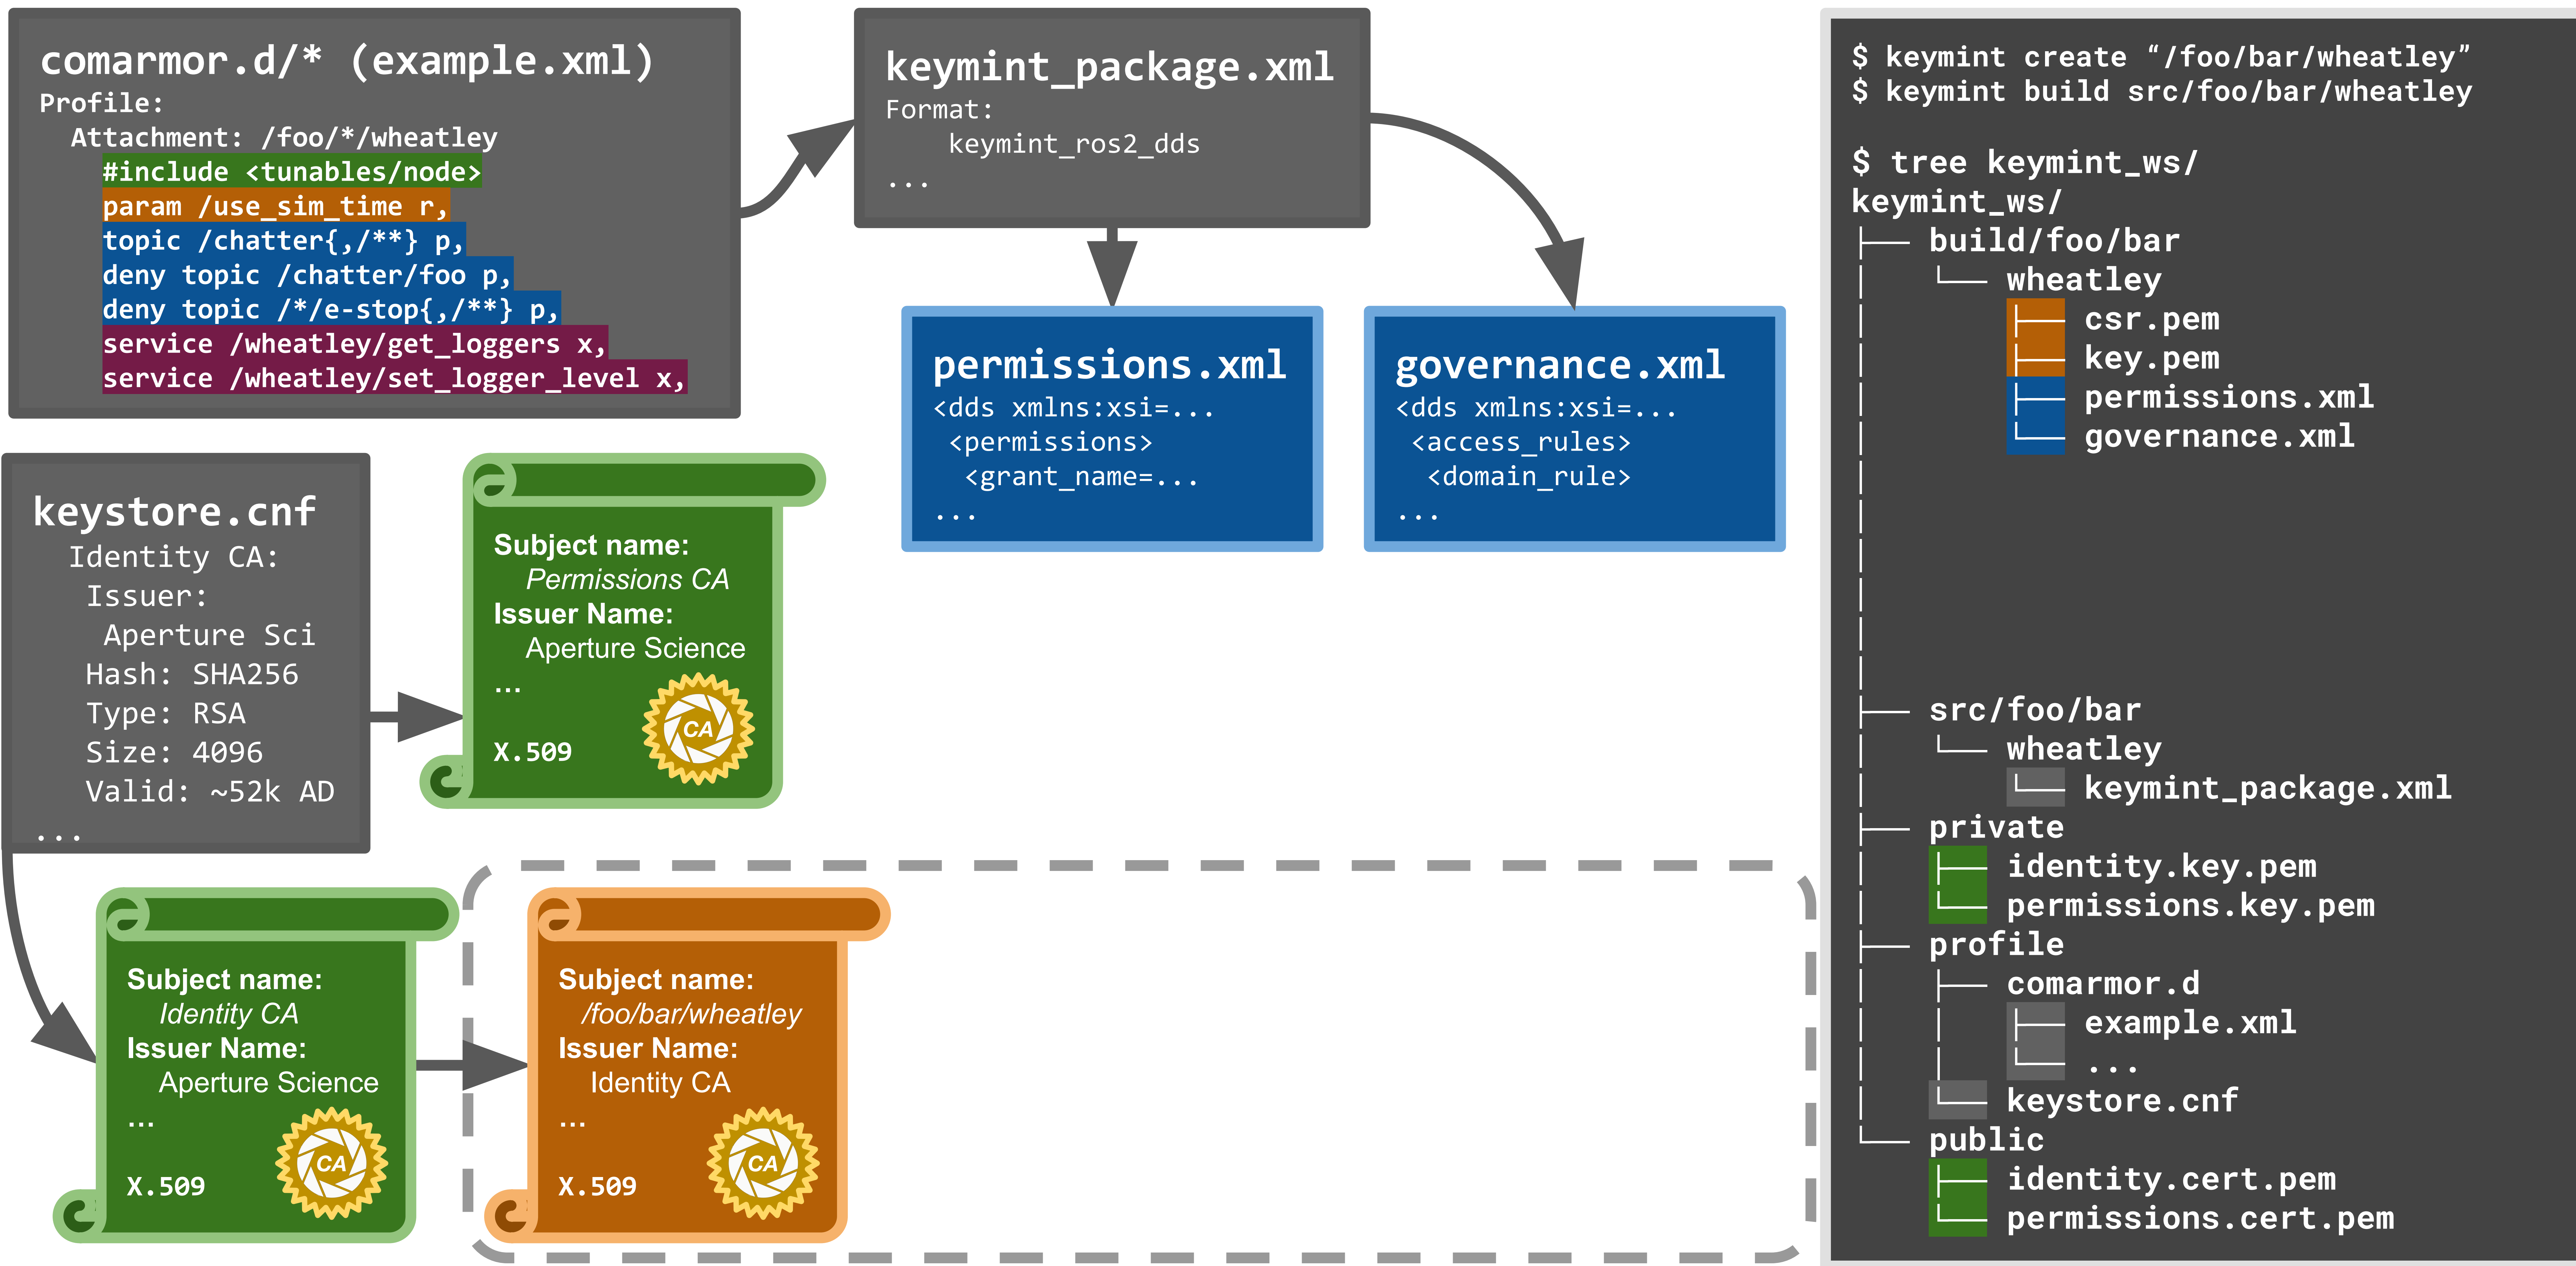 comarmor.d/* (example.xml)
Profile:
Attachment: /foo/*/wheatley
#include <tunables/node>
param /use_sim_time r,
topic /chatter{,/**} p,
deny topic /chatter/foo p,
deny topic /*/e-stop{,/**} p,
service /wheatley/get_loggers x,
service /wheatley/set_logger_level x,
keymint_package.xml
Format:
keymint_ros2_dds
...
permissions.xml
<dds xmlns:xsi=...
<permissions>
<grant_name=...
...
governance.xml
<dds xmlns:xsi=...
<access_rules>
<domain_rule>
...
keystore.cnf
Identity CA:
Issuer:
Aperture Sci
Hash: SHA256
Type: RSA
Size: 4096
Valid: ~52k AD
...
Subject name:
Permissions CA
Issuer Name:
Aperture Science
...
CA
X.509
Subject name:
Identity CA
Issuer Name:
Aperture Science
...
CA
X.509
Subject name:
/foo/bar/wheatley
Issuer Name:
Identity CA
...
CA
X.509
$ keymint create “/foo/bar/wheatley”
$ keymint build src/foo/bar/wheatley
$ tree keymint_ws/
keymint_ws/
├── build/foo/bar
│   └── wheatley
│       ├── csr.pem
│       ├── key.pem
│       ├── permissions.xml
│       └── governance.xml
├── src/foo/bar
│   └── wheatley
│       └── keymint_package.xml
├── private
│   ├── identity.key.pem
│   └── permissions.key.pem
├── profile
│   ├── comarmor.d
│   │   ├── example.xml
│   │   └── ...
│   └── keystore.cnf
└── public
    ├── identity.cert.pem
    └── permissions.cert.pem